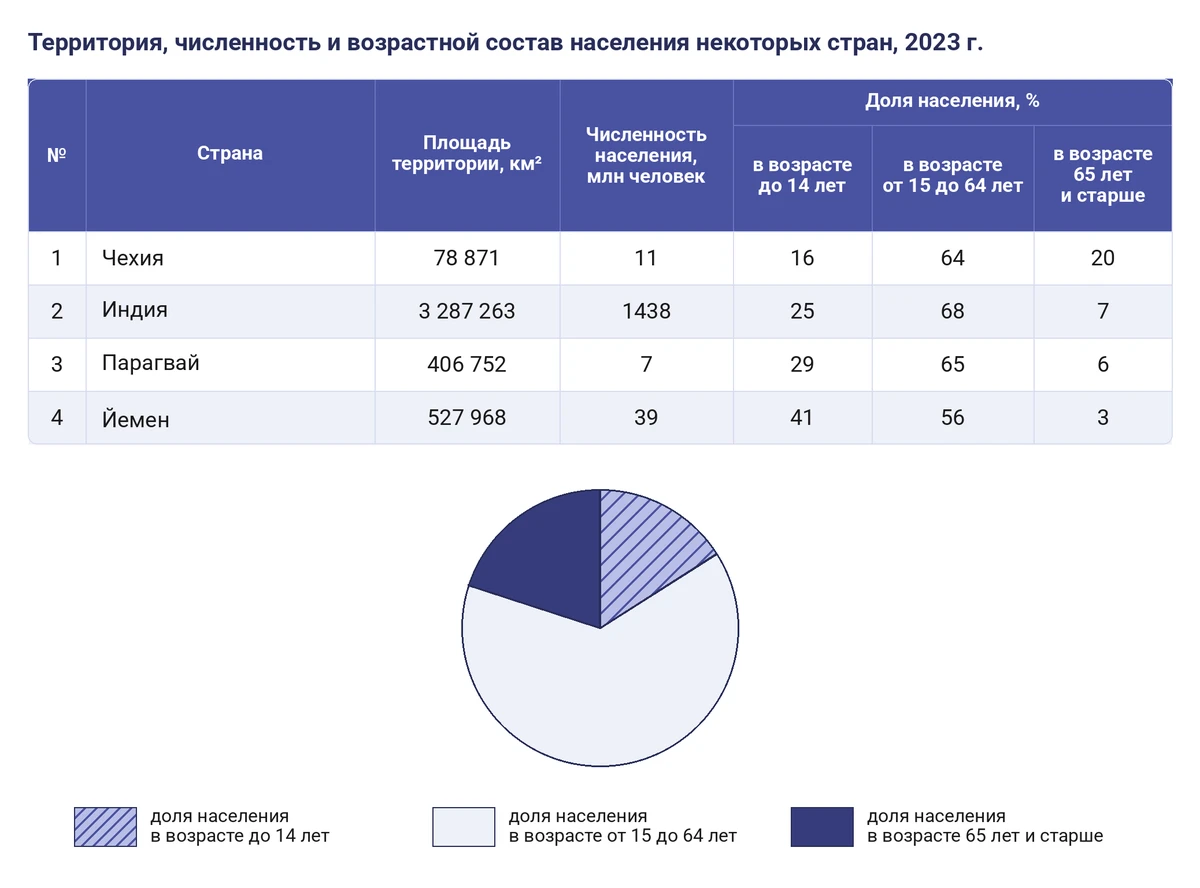 Территория, численность и возрастной состав населения некоторых стран, 2023 г.
№
Страна
Площадь
территории, км²
Численность
населения,
млн человек
Доля населения, %
в возрасте
до 14 лет
в возрасте
от 15 до 64 лет
в возрасте
65 лет
и старше
1 Чехия 78 871 11 16 64 20
2 Индия 3 287 263 1438 25 68 7
3 Парагвай 406 752 7 29 65 6
4 Йемен 527 968 39 41 56 3
доля населения
в возрасте до 14 лет
доля населения
в возрасте от 15 до 64 лет
доля населения
в возрасте 65 лет и старше